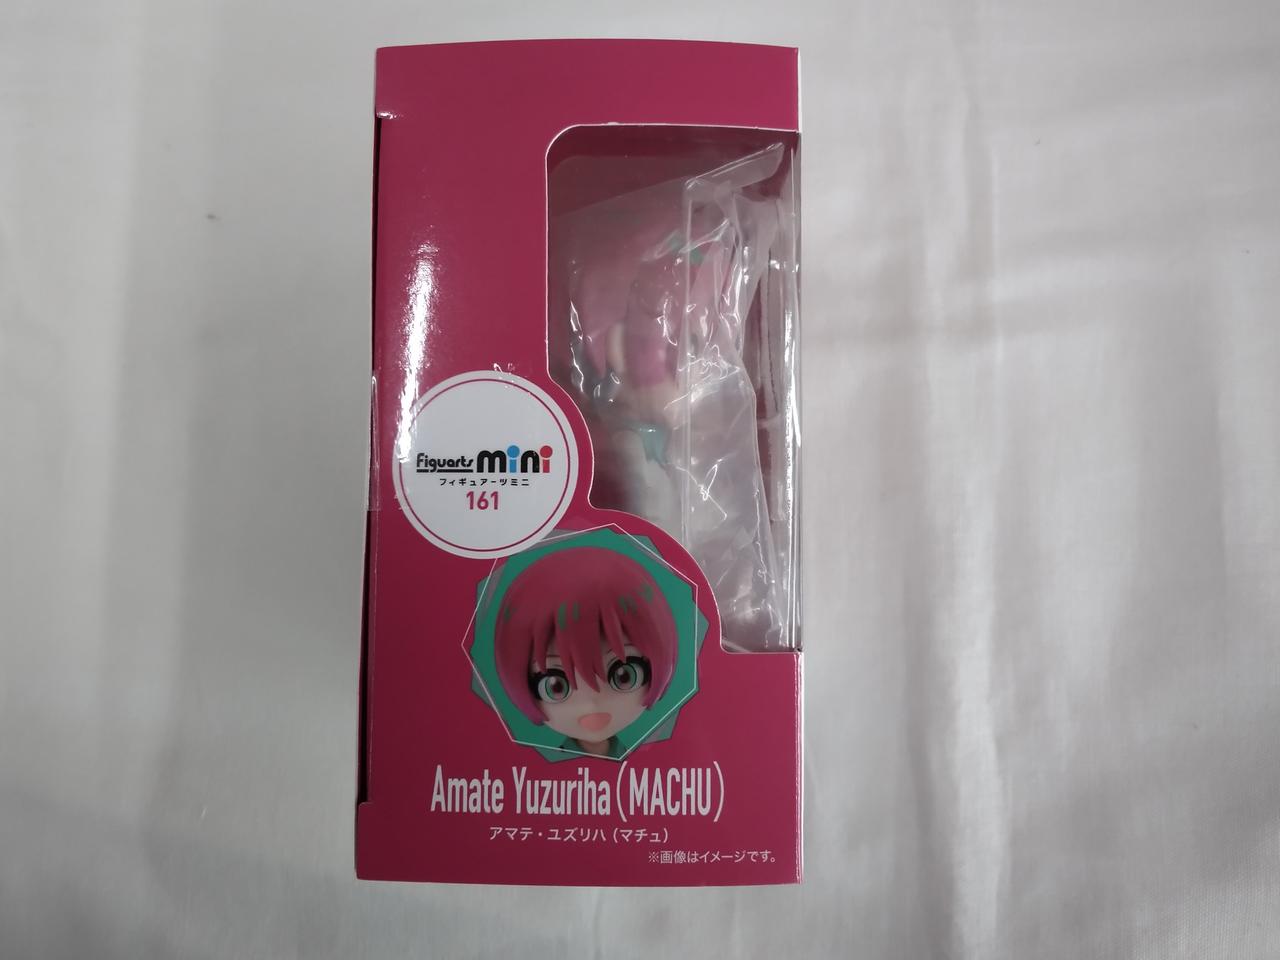 Figuarts mini
フィギュアーツミニ
161
Amate Yuzuriha (MACHU)
アマテ・ユズリハ（マチュ）
※画像はイメージです。